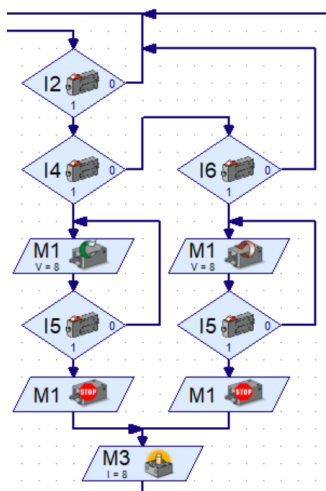 I2
0
1
I4
0
1
I6
0
1
M1
V = 8
M1
V = 8
I5
0
1
I5
0
1
M1
STOP
M1
STOP
M3
I = 8